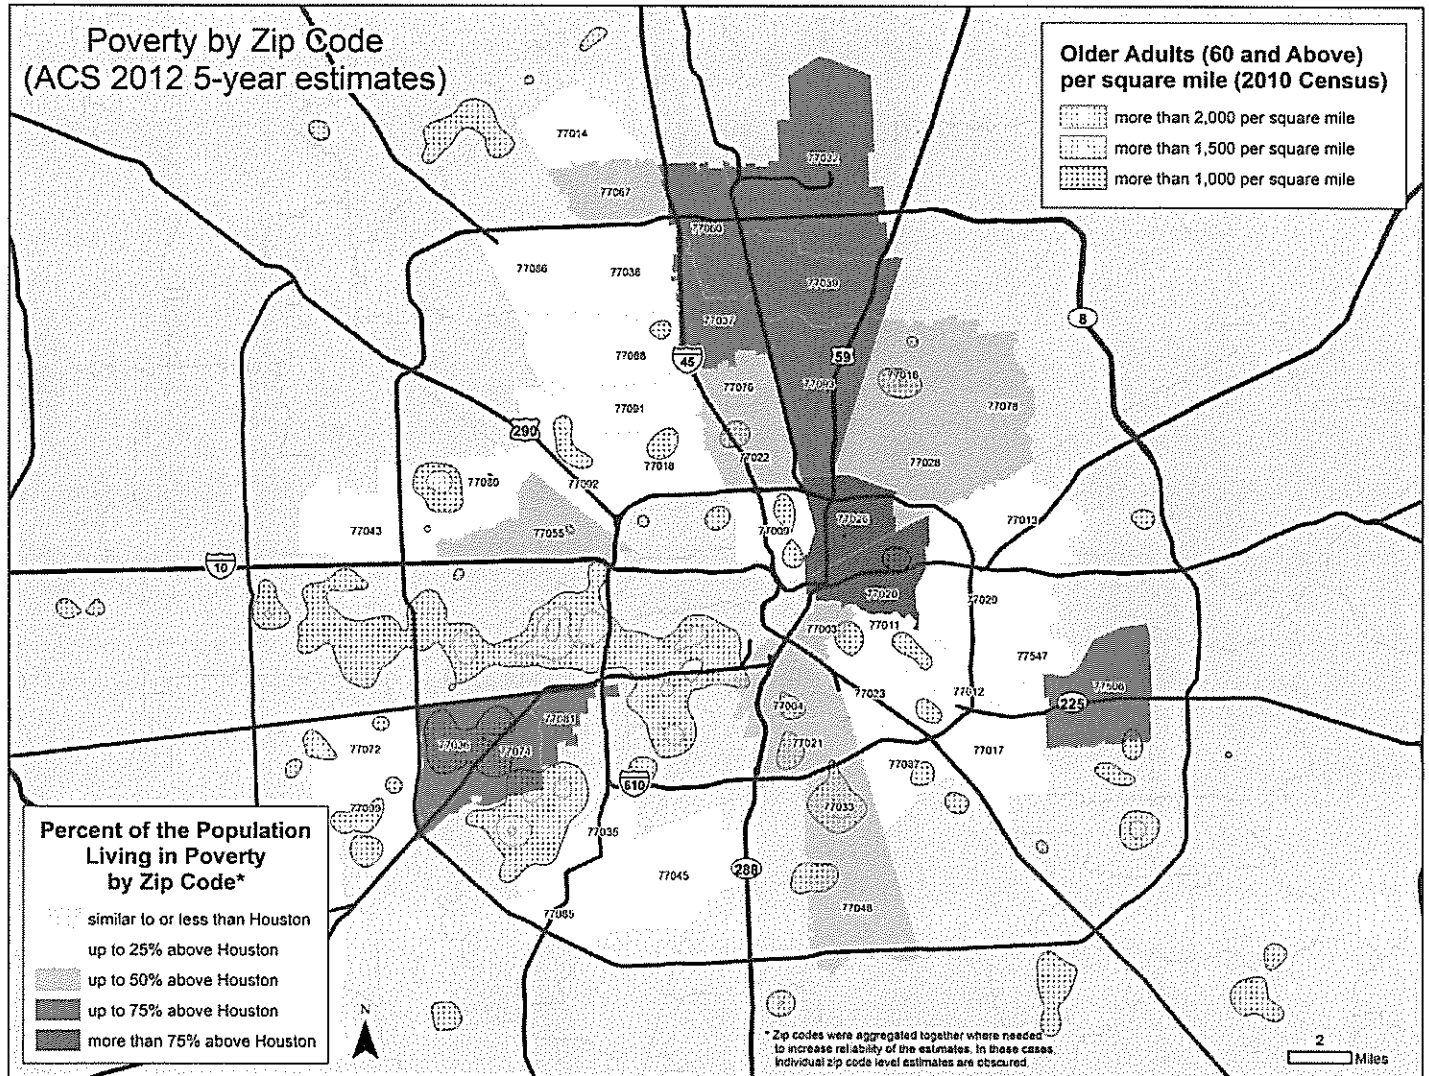 Poverty by Zip Code
(ACS 2012 5-year estimates)
Older Adults (60 and Above)
per square mile (2010 Census)
more than 2,000 per square mile
more than 1,500 per square mile
more than 1,000 per square mile
77014
77067
77060
77086
77038
77039
8
77037
77088
45
59
77076
77016
77078
77091
290
77022
77028
77018
77080
77092
77043
77055
77009
77026
77013
10
77020
77029
77003
77011
77547
77506
77023
77012
225
77004
77081
77036
77074
77072
77021
77017
77087
610
77033
77099
77035
77045
288
77048
77085
Percent of the Population
Living in Poverty
by Zip Code*
similar to or less than Houston
up to 25% above Houston
up to 50% above Houston
up to 75% above Houston
more than 75% above Houston
N
* Zip codes were aggregated together where needed
to increase reliability of the estimates. In those cases
individual zip code level estimates are obscured.
2
Miles